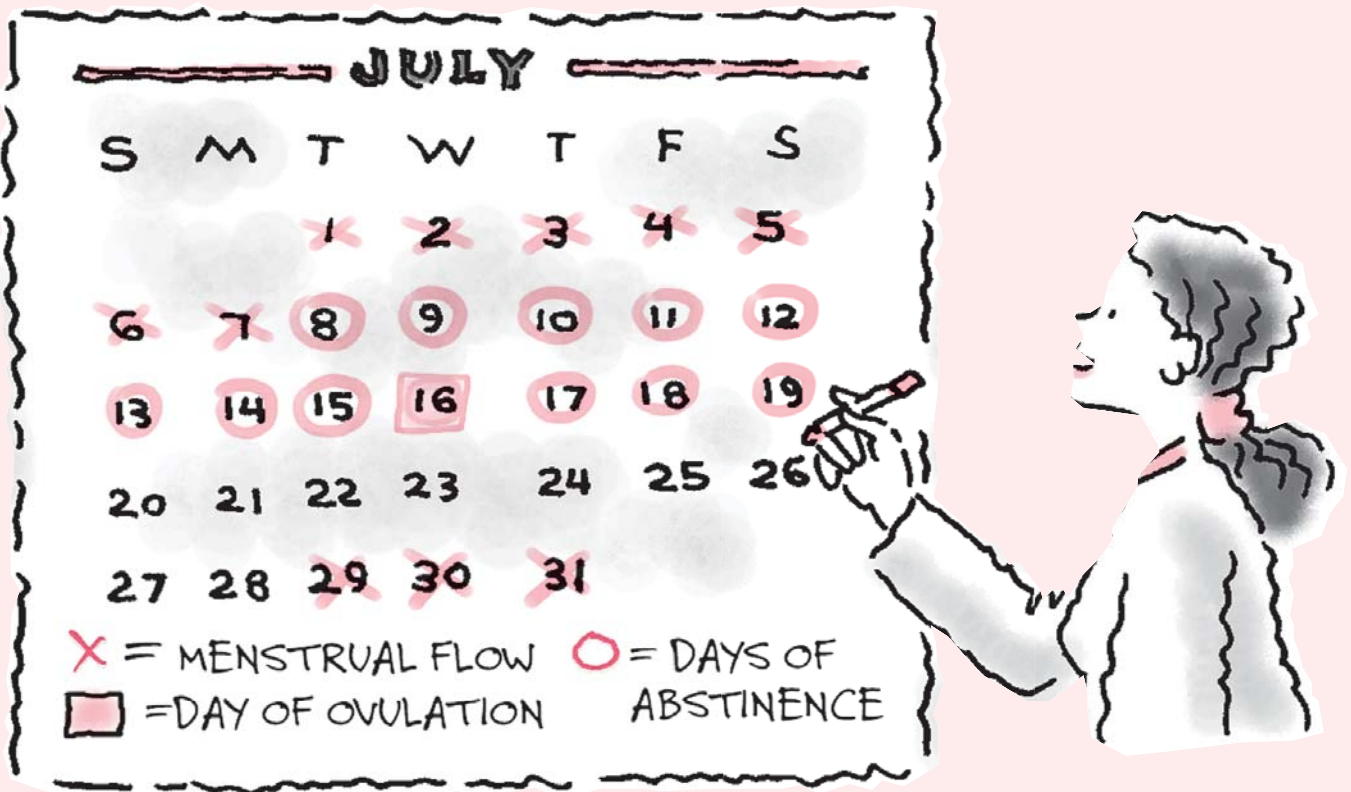 JULY
S M T W T F S
1 2 3 4 5
6 7 8 9 10 11 12
13 14 15 16 17 18 19
20 21 22 23 24 25 26
27 28 29 30 31
X = MENSTRUAL FLOW O = DAYS OF
=DAY OF OVULATION ABSTINENCE